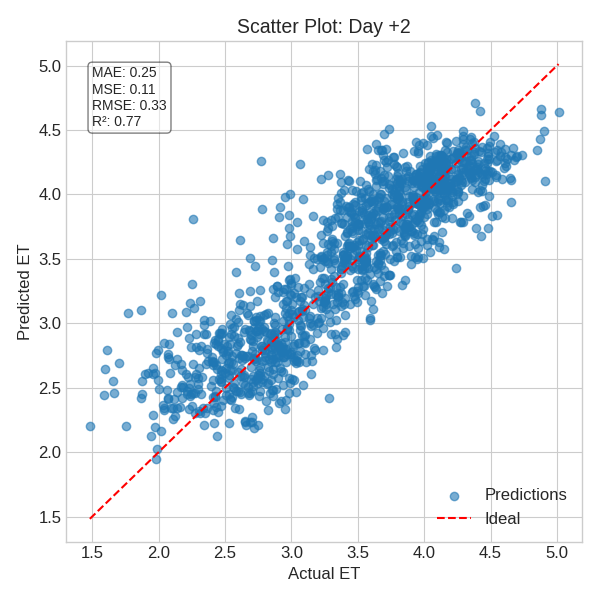 Scatter Plot: Day +2
MAE: 0.25
MSE: 0.11
RMSE: 0.33
R²: 0.77
5.0
4.5
4.0
3.5
3.0
2.5
2.0
1.5
Predicted ET
Predictions
Ideal
1.5 2.0 2.5 3.0 3.5 4.0 4.5 5.0
Actual ET